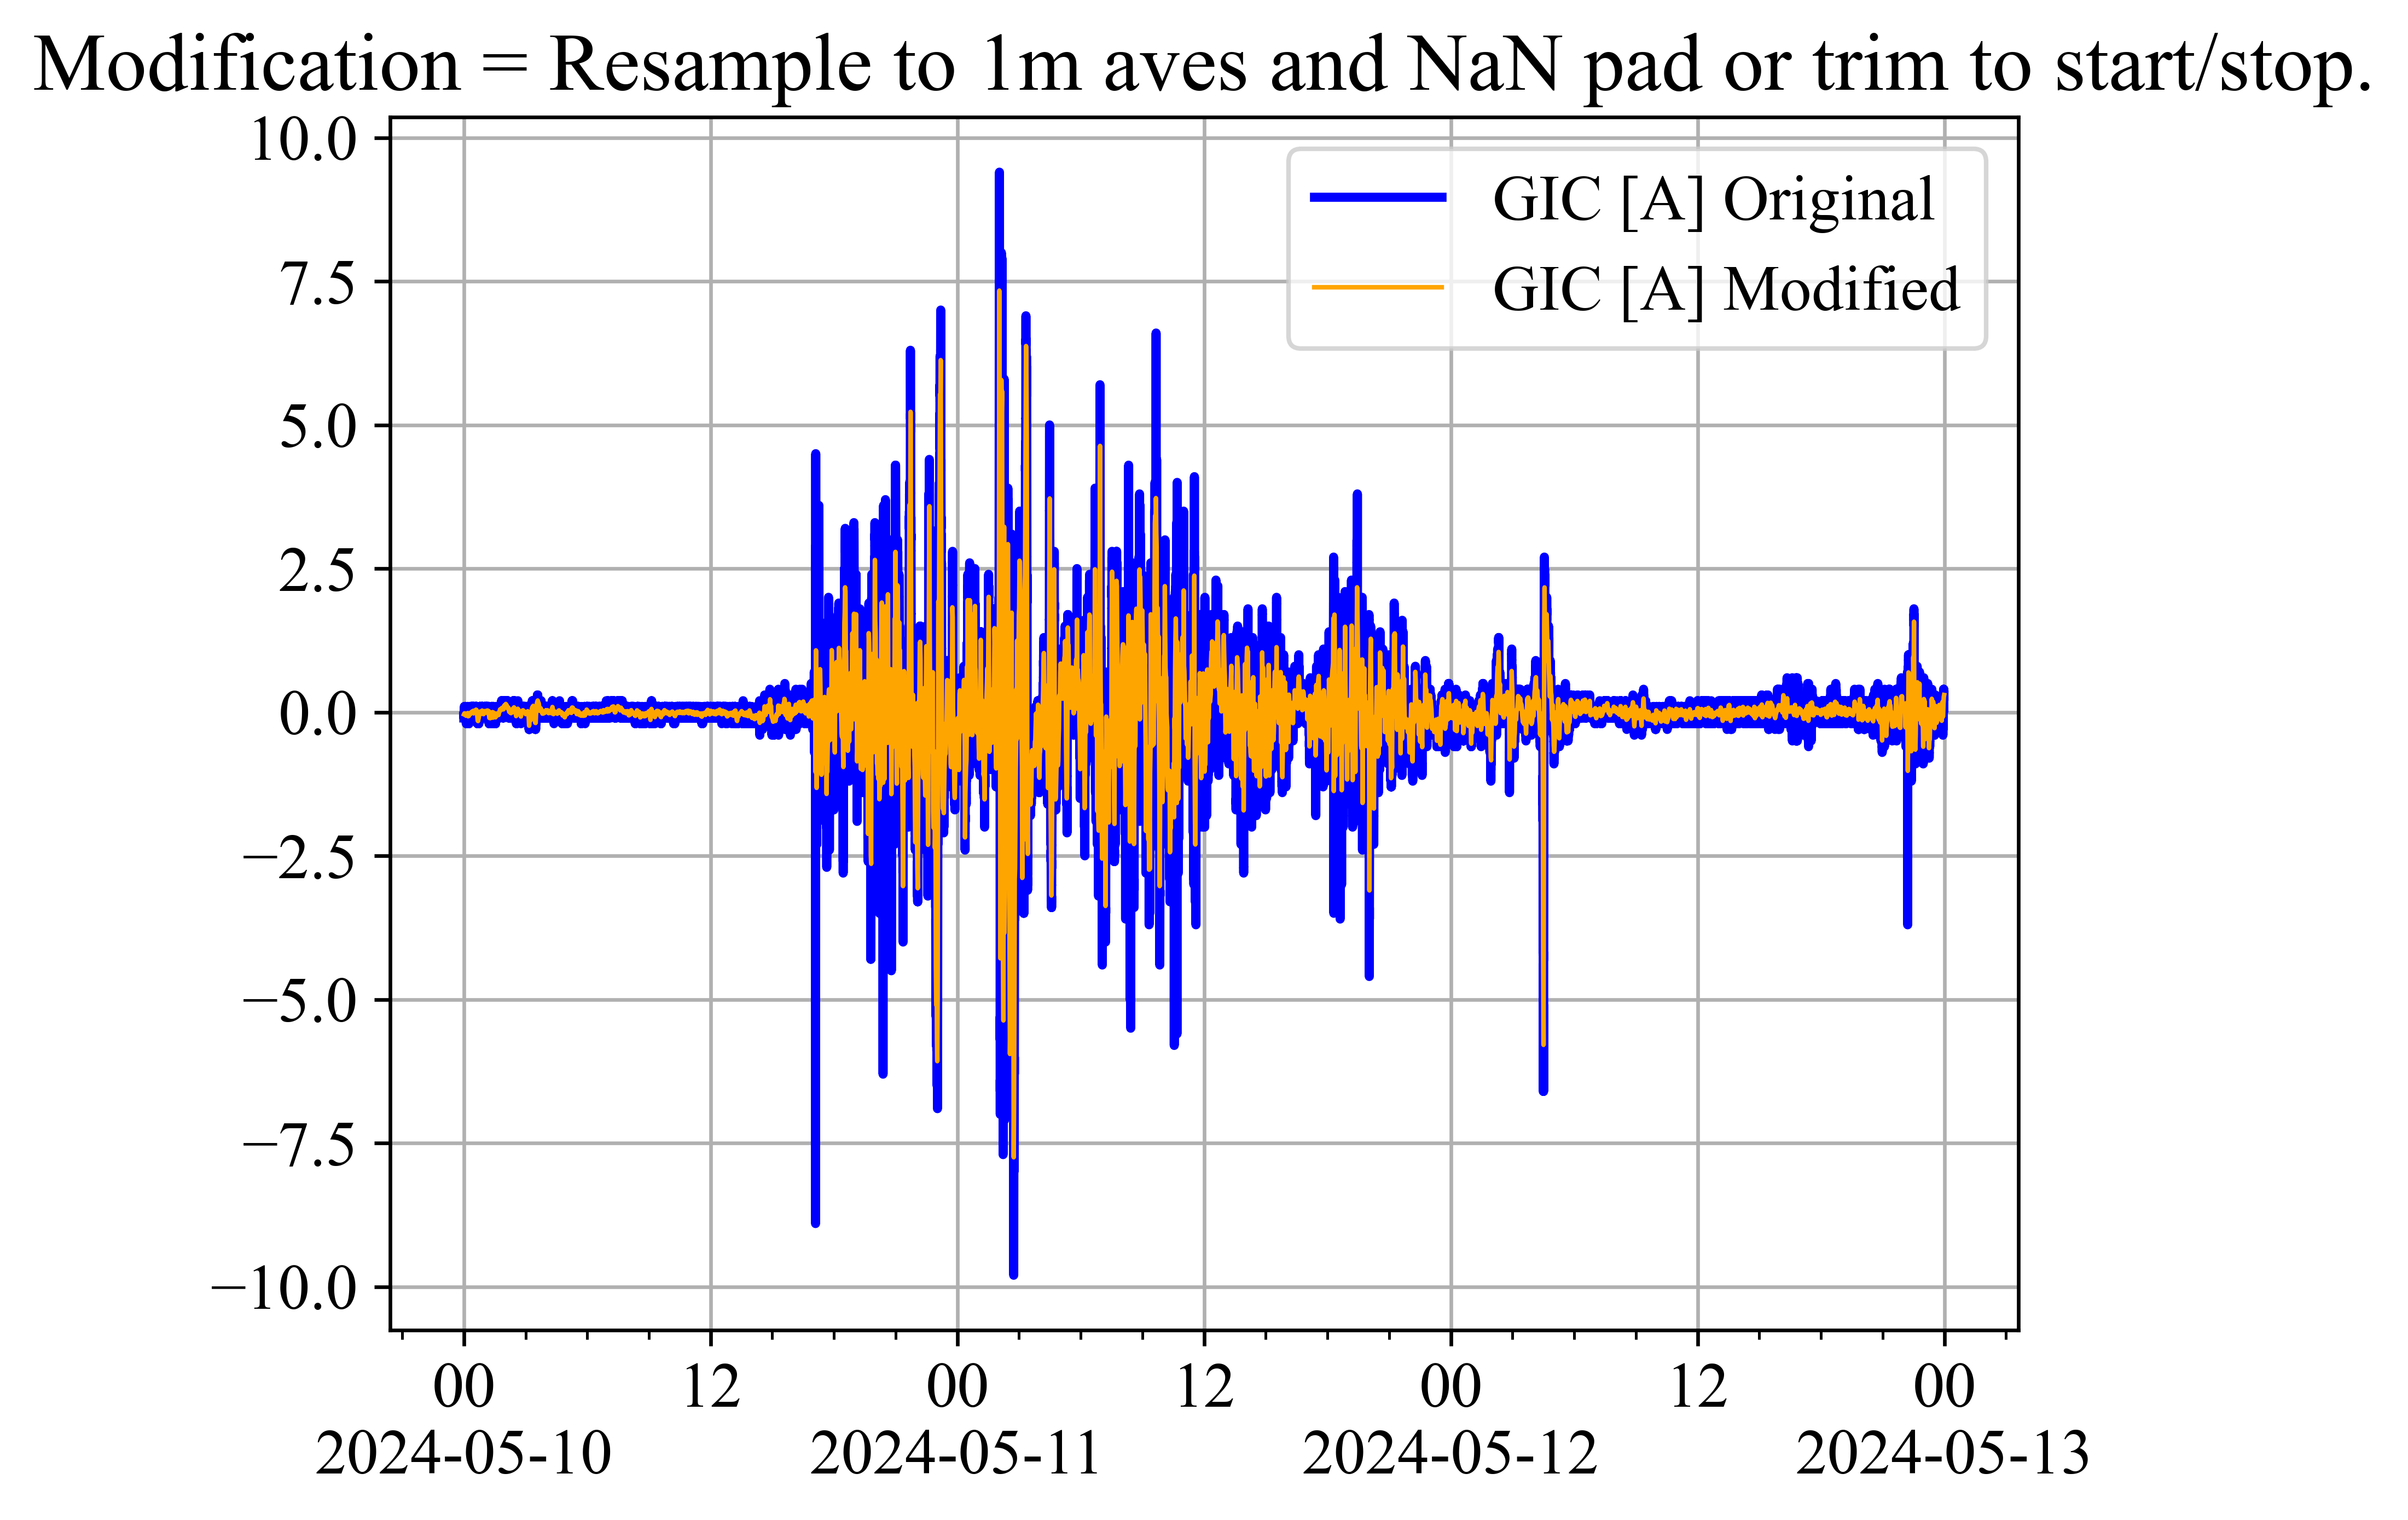 Modification = Resample to 1m aves and NaN pad or trim to start/stop.
10.0
7.5
5.0
2.5
0.0
−2.5
−5.0
−7.5
−10.0
GIC [A] Original
GIC [A] Modified
00 12 00 12 00 12 00
2024-05-10 2024-05-11 2024-05-12 2024-05-13